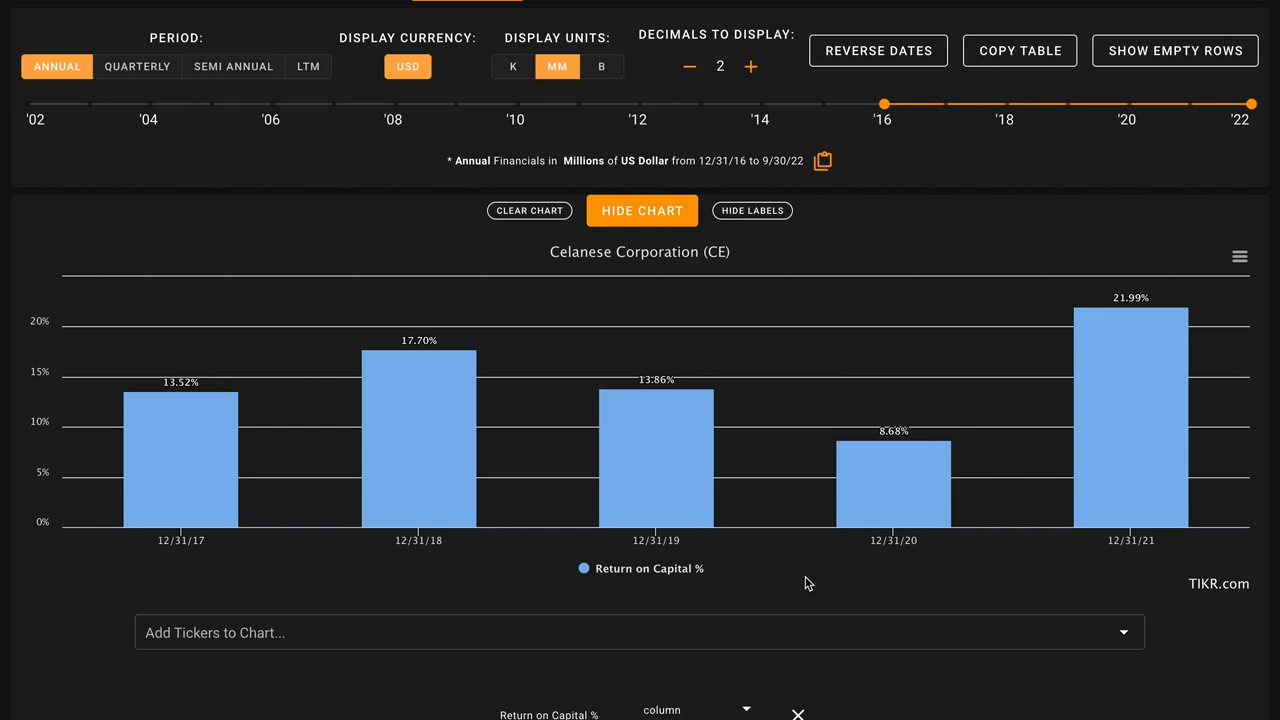 PERIOD:
ANNUAL QUARTERLY SEMI ANNUAL LTM
DISPLAY CURRENCY:
USD
DISPLAY UNITS:
K MM B
DECIMALS TO DISPLAY:
− 2 +
REVERSE DATES
COPY TABLE
SHOW EMPTY ROWS
'02 '04 '06 '08 '10 '12 '14 '16 '18 '20 '22
* Annual Financials in Millions of US Dollar from 12/31/16 to 9/30/22
CLEAR CHART
HIDE CHART
HIDE LABELS
Celanese Corporation (CE)
20%
15%
10%
5%
0%
13.52%
17.70%
13.86%
8.68%
21.99%
12/31/17 12/31/18 12/31/19 12/31/20 12/31/21
Return on Capital %
TIKR.com
Add Tickers to Chart...
Return on Capital % column